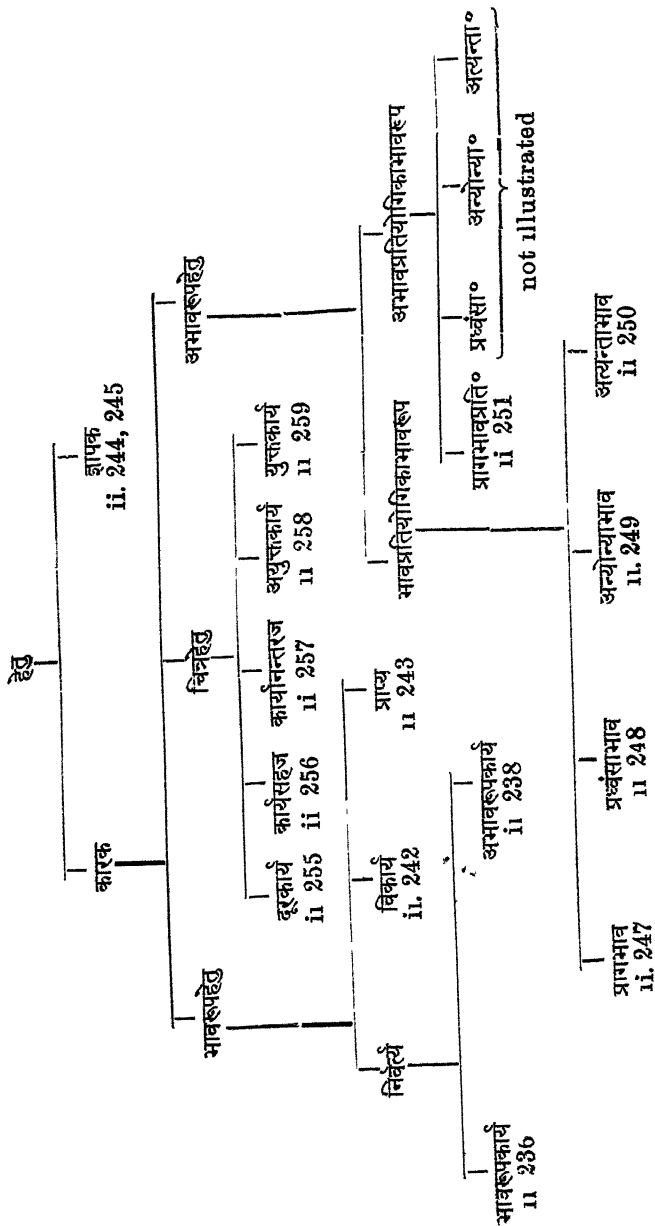 हेतु
कारक
ज्ञापक
ii. 244, 245
भावरूपहेतु
चित्रहेतु
अभावरूपहेतु
दूरकार्य
ii 255
कार्यसहज
ii 256
कार्यानन्तरज
ii 257
अयुक्तकार्य
ii 258
युक्तकार्य
ii 259
निर्वर्त्य
विकार्य
ii. 242
प्राप्य
ii 243
भावप्रतियोगिकाभावरूप
अभावप्रतियोगिकाभावरूप
भावरूपकार्य
ii 236
अभावरूपकार्य
ii 238
प्रागभावप्रति°
ii 251
प्रध्वंसा°
अन्योन्या°
अत्यन्ता°
not illustrated
प्रागभाव
ii. 247
प्रध्वंसाभाव
ii 248
अन्योन्याभाव
ii. 249
अत्यन्ताभाव
ii 250